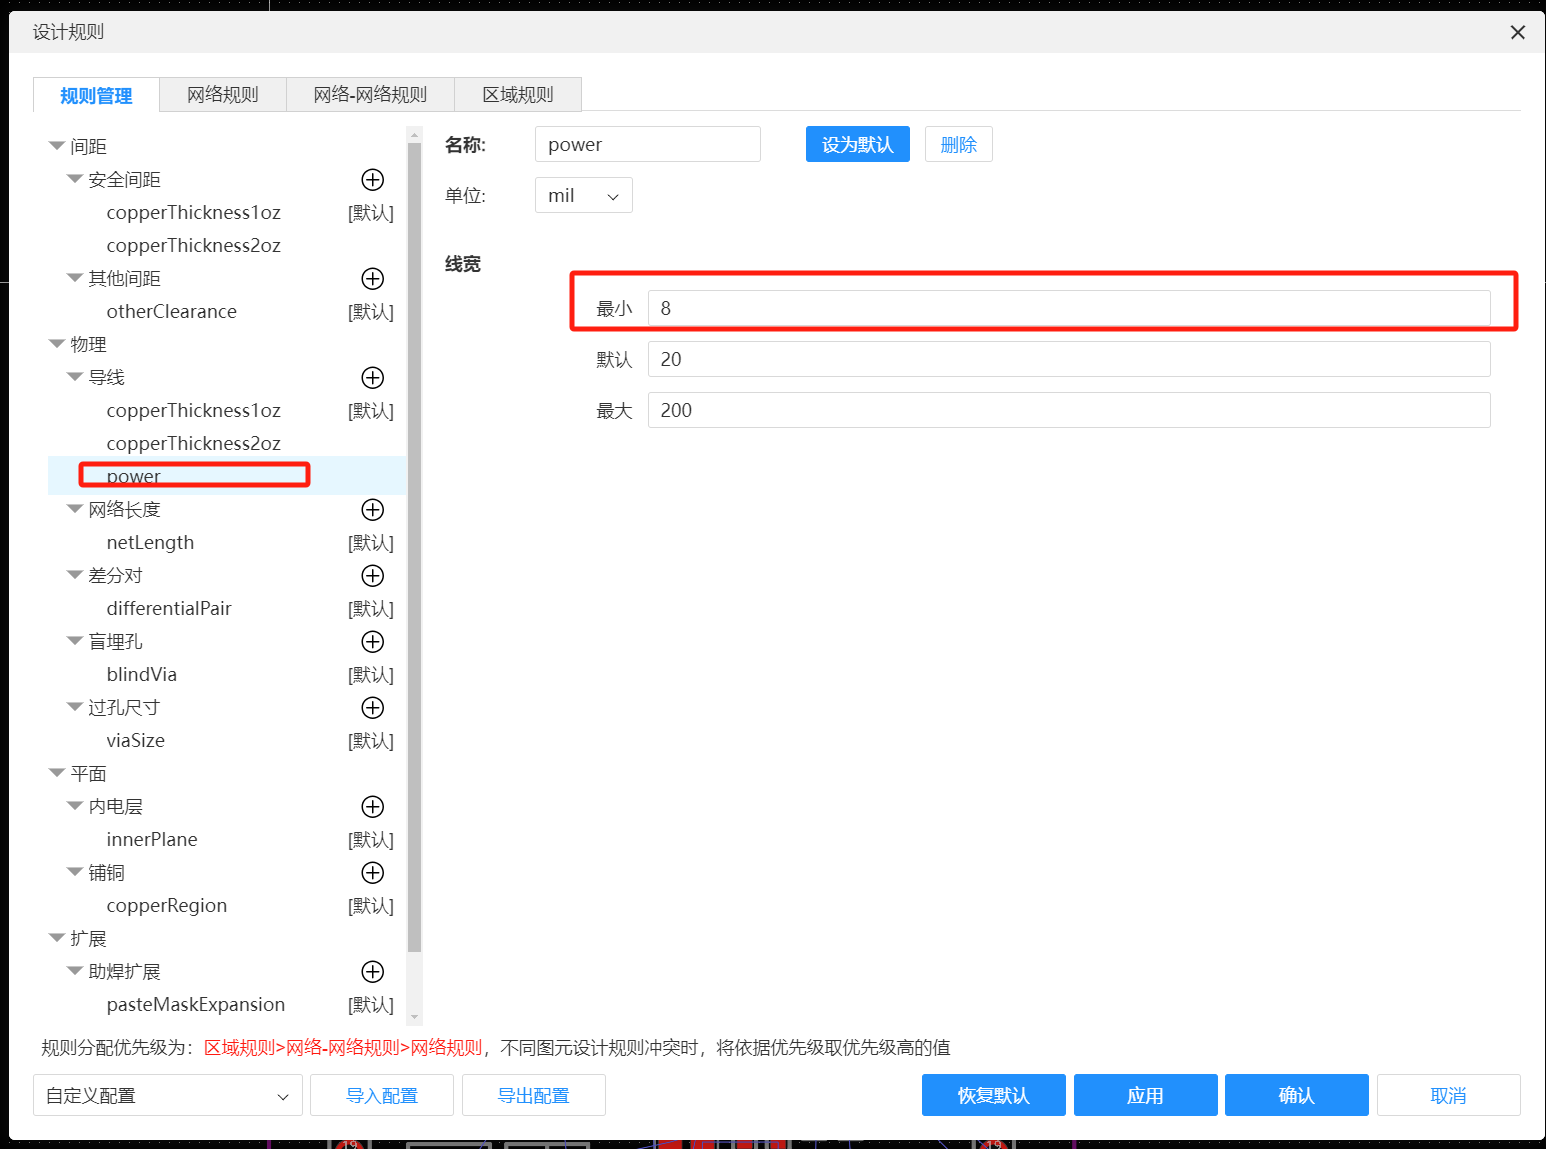 设计规则
规则管理 网络规则 网络-网络规则 区域规则
间距
安全间距
copperThickness1oz [默认]
copperThickness2oz
其他间距
otherClearance [默认]
物理
导线
copperThickness1oz [默认]
copperThickness2oz
power
网络长度
netLength [默认]
差分对
differentialPair [默认]
盲埋孔
blindVia [默认]
过孔尺寸
viaSize [默认]
平面
内电层
innerPlane [默认]
铺铜
copperRegion [默认]
扩展
助焊扩展
pasteMaskExpansion [默认]
名称: power 设为默认 删除
单位: mil
线宽
最小 8
默认 20
最大 200
规则分配优先级为：区域规则>网络-网络规则>网络规则，不同图元设计规则冲突时，将依据优先级取优先级高的值
自定义配置 导入配置 导出配置 恢复默认 应用 确认 取消
19 19